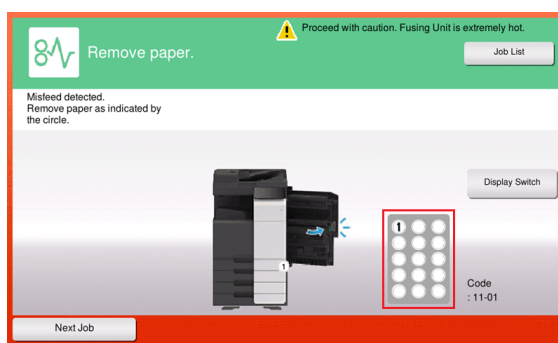 Proceed with caution. Fusing Unit is extremely hot.
Remove paper.
Job List
Misfeed detected.
Remove paper as indicated by
the circle.
Display Switch
1
1
Code
: 11-01
Next Job